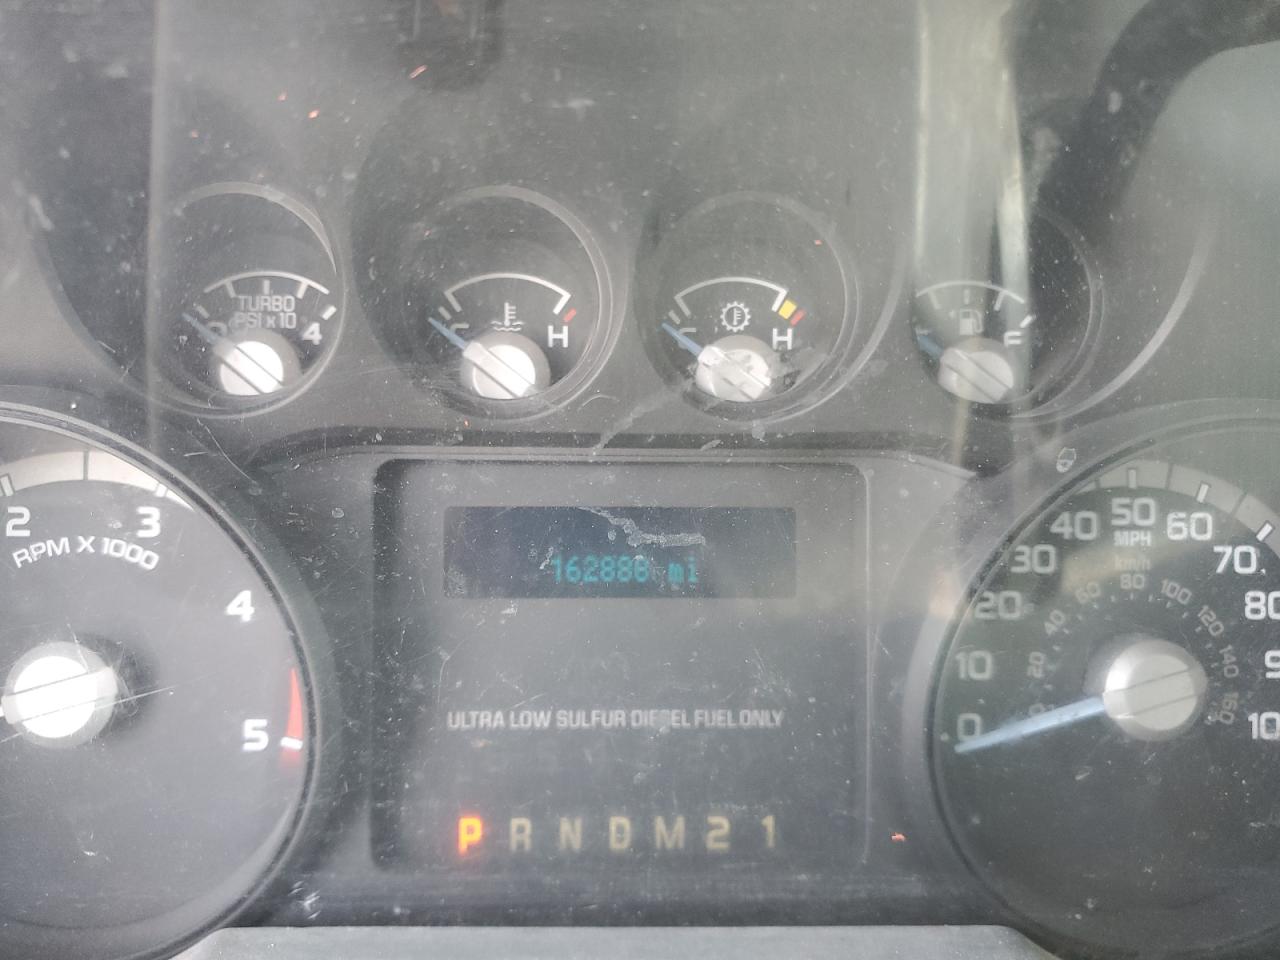 TURBO
PSI x 10
4
C
H
C
H
F
2
3
RPM X 1000
4
5
162888 mi
ULTRA LOW SULFUR DIESEL FUEL ONLY
P R N D M 2 1
0
10
20
30
40
50
60
70
80
MPH
km/h
20
40
60
80
100
120
140
160